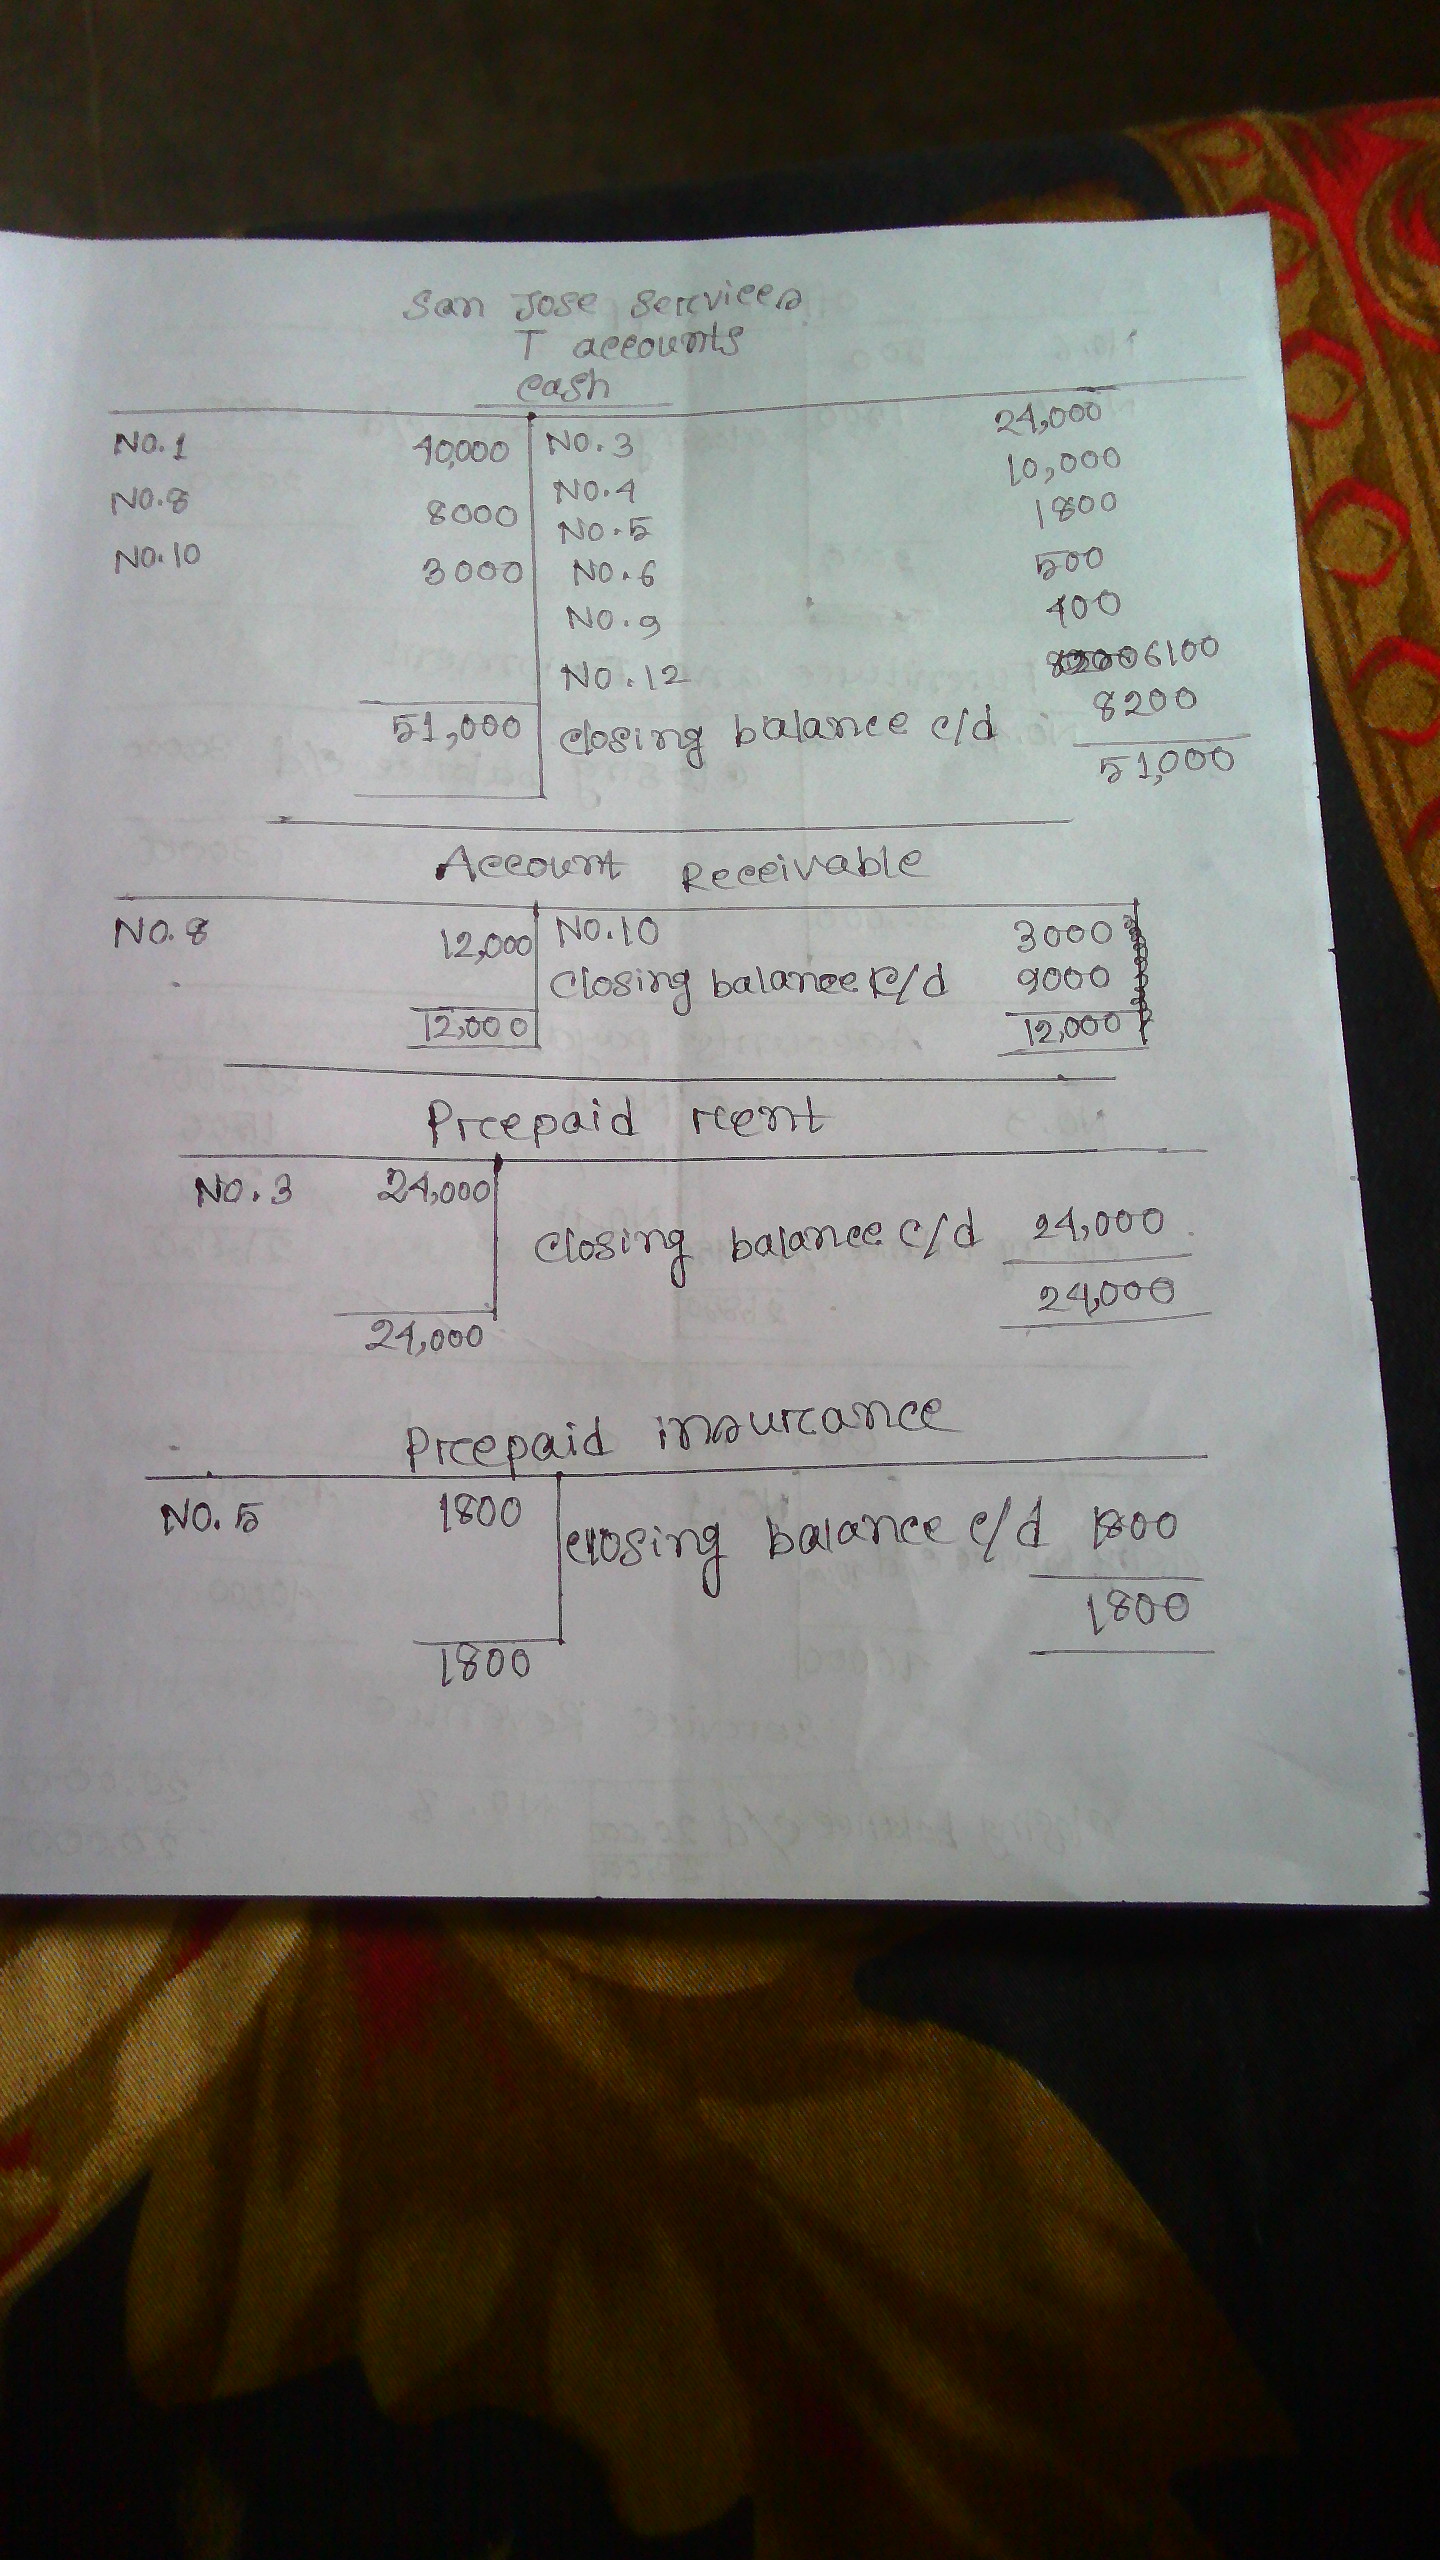 San Jose Services
T accounts
Cash
NO.1 40,000 NO.3 24,000
NO.8 8000 NO.4 10,000
NO.10 3000 NO.5 1800
NO.6 500
NO.9 400
NO.12 6100
51,000 closing balance c/d 8200
51,000
Account Receivable
NO.8 12,000 NO.10 3000
closing balance c/d 9000
12,000 12,000
Prepaid rent
NO.3 24,000
closing balance c/d 24,000
24,000 24,000
Prepaid insurance
NO.5 1800 closing balance c/d 1800
1800 1800